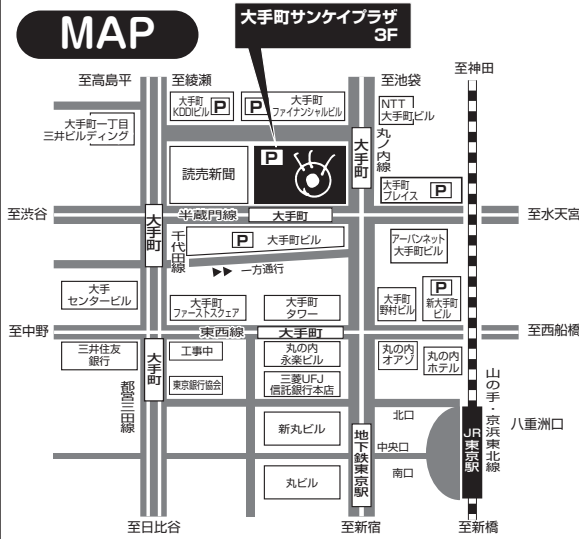 MAP
大手町サンケイプラザ
3F
至高島平
至綾瀬
至池袋
至神田
大手町
KDDIビル
P
P
大手町
ファイナンシャルビル
NTT
大手町ビル
大手町一丁目
三井ビルディング
丸ノ内線
大手町
読売新聞
P
大手町
プレイス
P
至渋谷
半蔵門線
大手町
至水天宮
大手町
千代田線
P
大手町ビル
アーバンネット
大手町ビル
一方通行
大手
センタービル
大手町
ファーストスクェア
大手町
タワー
大手町
野村ビル
P
新大手町
ビル
至中野
東西線
大手町
至西船橋
三井住友
銀行
大手町
工事中
丸の内
永楽ビル
丸の内
オアゾ
丸の内
ホテル
都営三田線
東京銀行協会
三菱UFJ
信託銀行本店
山の手・京浜東北線
新丸ビル
地下鉄東京駅
北口
中央口
南口
JR東京駅
八重洲口
丸ビル
至日比谷
至新宿
至新橋